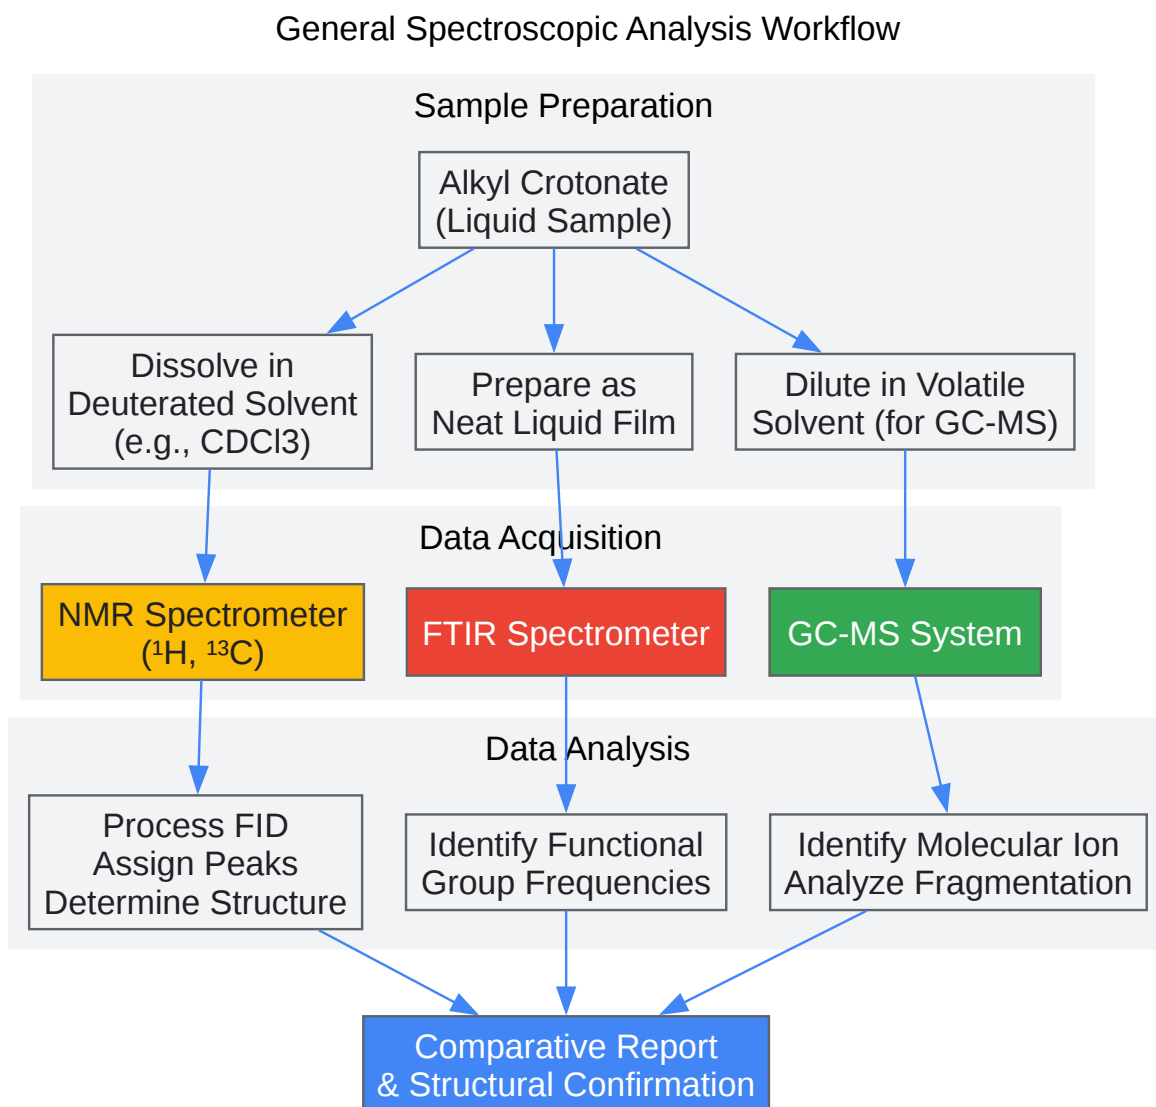 General Spectroscopic Analysis Workflow
Sample Preparation
Alkyl Crotonate
(Liquid Sample)
Dissolve in
Deuterated Solvent
(e.g., CDCl3)
Prepare as
Neat Liquid Film
Dilute in Volatile
Solvent (for GC-MS)
Data Acquisition
NMR Spectrometer
(¹H, ¹³C)
FTIR Spectrometer
GC-MS System
Data Analysis
Process FID
Assign Peaks
Determine Structure
Identify Functional
Group Frequencies
Identify Molecular Ion
Analyze Fragmentation
Comparative Report
& Structural Confirmation